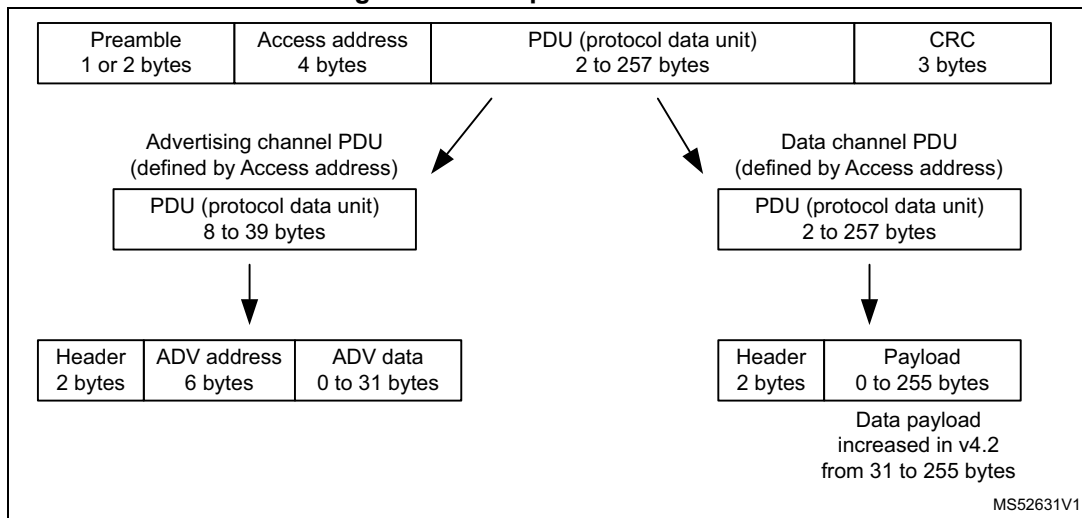 Preamble
1 or 2 bytes
Access address
4 bytes
PDU (protocol data unit)
2 to 257 bytes
CRC
3 bytes
Advertising channel PDU
(defined by Access address)
PDU (protocol data unit)
8 to 39 bytes
Header
2 bytes
ADV address
6 bytes
ADV data
0 to 31 bytes
Data channel PDU
(defined by Access address)
PDU (protocol data unit)
2 to 257 bytes
Header
2 bytes
Payload
0 to 255 bytes
Data payload
increased in v4.2
from 31 to 255 bytes
MS52631V1